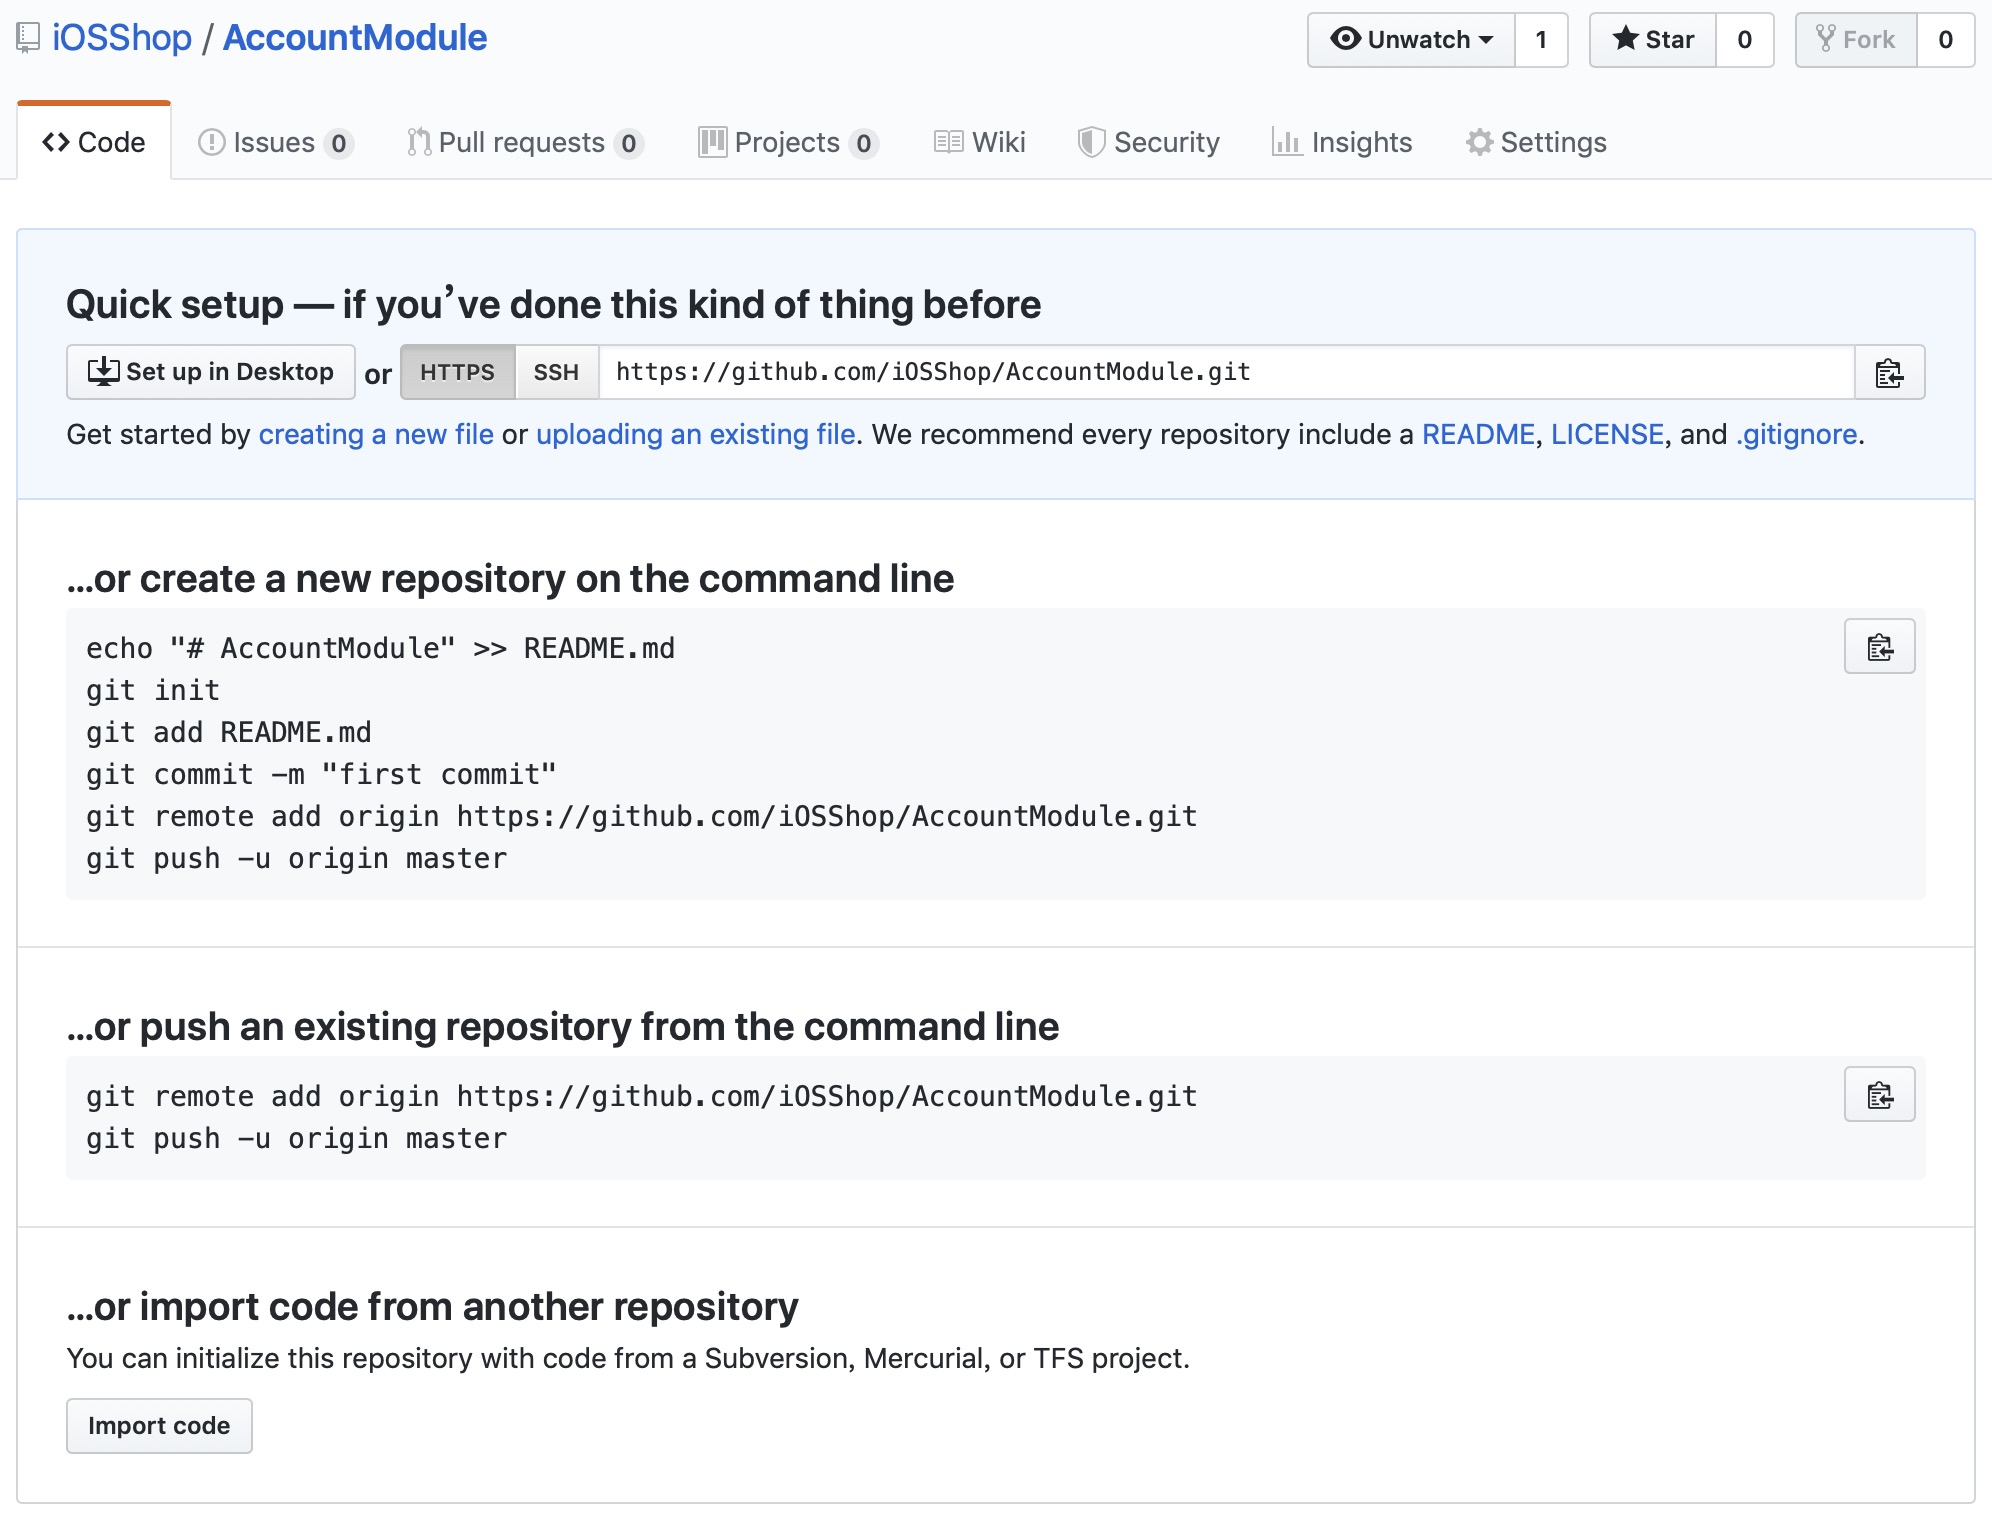 iOSShop / AccountModule
Unwatch 1 Star 0 Fork 0
Code Issues 0 Pull requests 0 Projects 0 Wiki Security Insights Settings
Quick setup — if you’ve done this kind of thing before
Set up in Desktop or HTTPS SSH https://github.com/iOSShop/AccountModule.git
Get started by creating a new file or uploading an existing file. We recommend every repository include a README, LICENSE, and .gitignore.
…or create a new repository on the command line
echo "# AccountModule" >> README.md
git init
git add README.md
git commit -m "first commit"
git remote add origin https://github.com/iOSShop/AccountModule.git
git push -u origin master
…or push an existing repository from the command line
git remote add origin https://github.com/iOSShop/AccountModule.git
git push -u origin master
…or import code from another repository
You can initialize this repository with code from a Subversion, Mercurial, or TFS project.
Import code